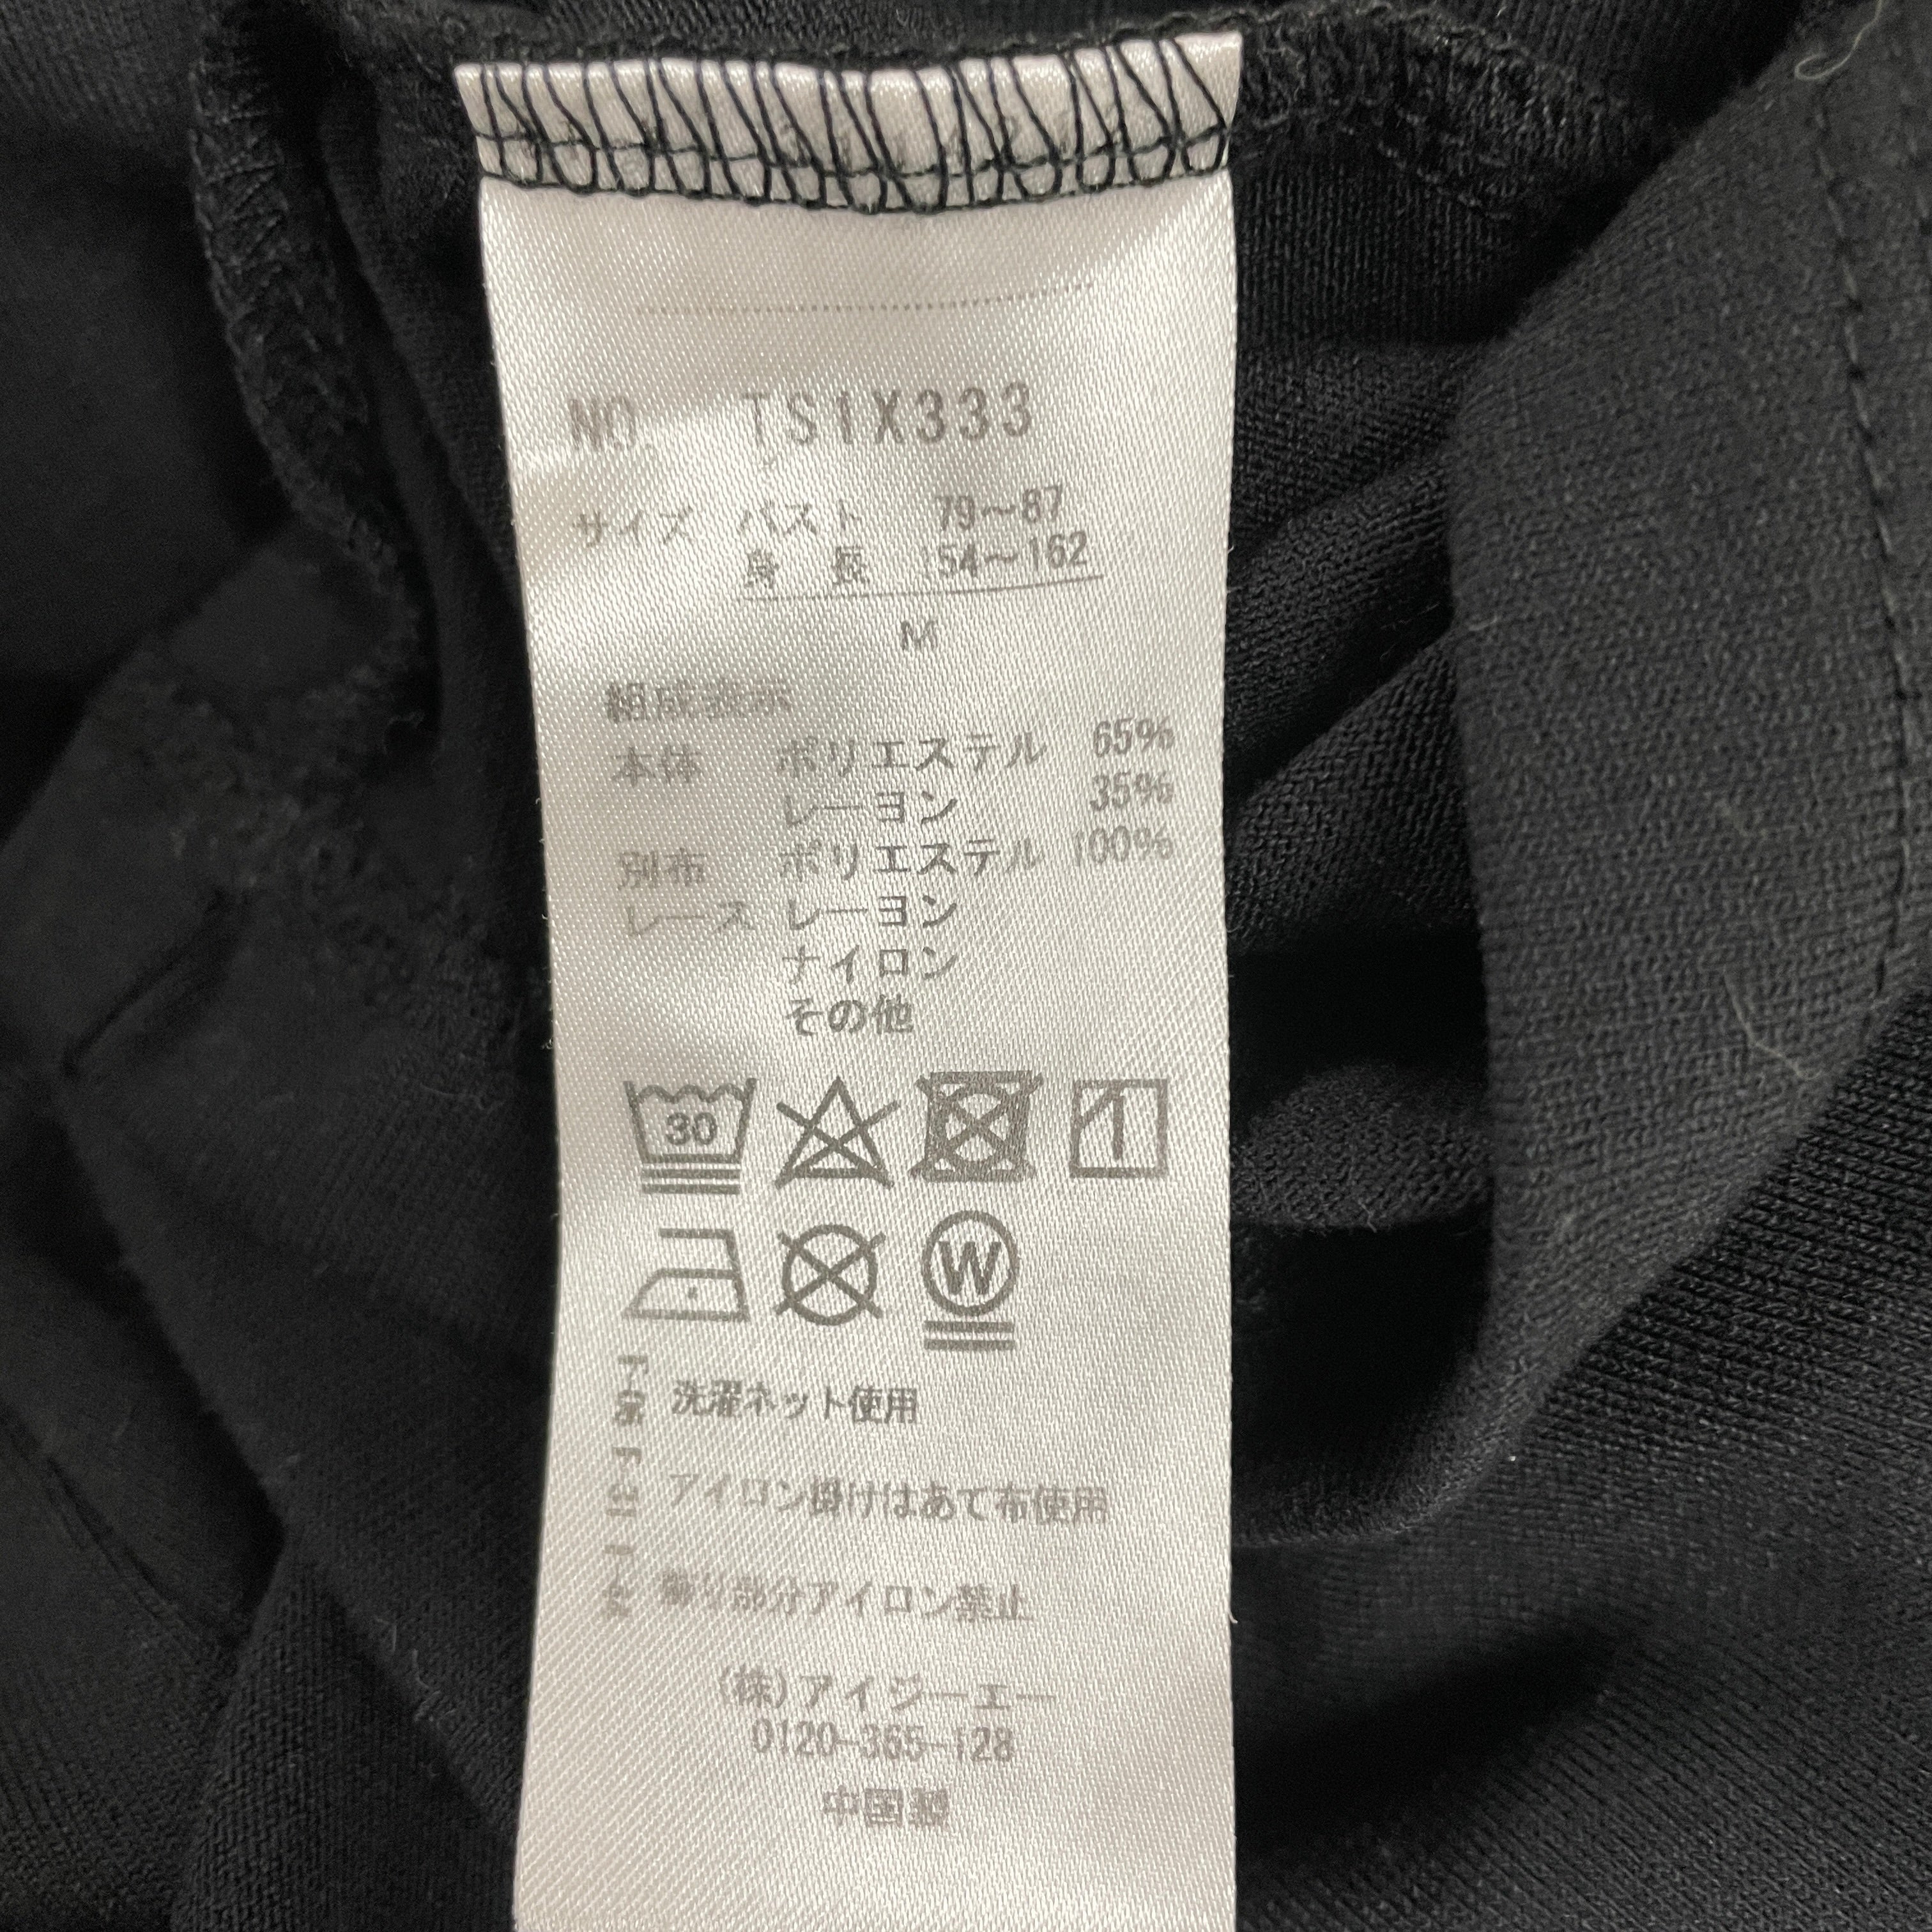 NO. TS1X333
サイズ バスト 79〜87
身長 154〜162
M
組成表示
本体 ポリエステル 65%
レーヨン 35%
別布 ポリエステル 100%
レース レーヨン
ナイロン
その他
30
W
洗濯ネット使用
アイロン掛けはあて布使用
飾り部分アイロン禁止
(株)アイジーエー
0120-365-128
中国製